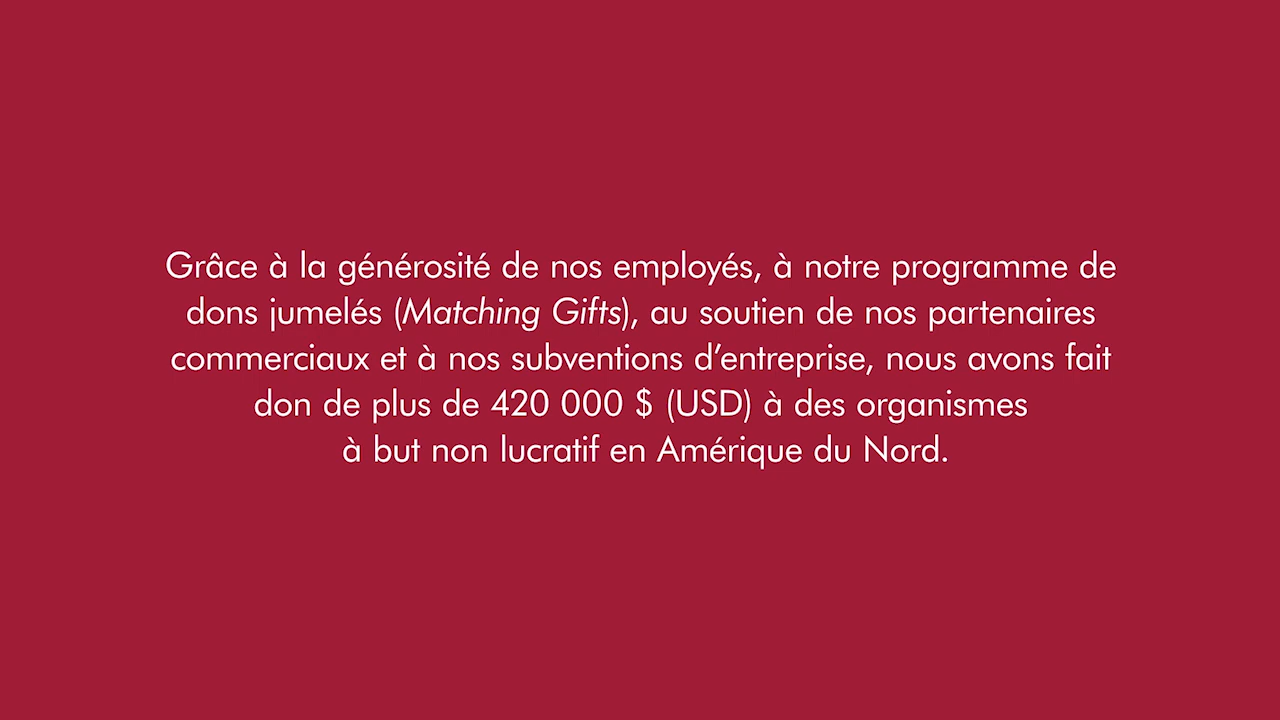 Grâce à la générosité de nos employés, à notre programme de
dons jumelés (Matching Gifts), au soutien de nos partenaires
commerciaux et à nos subventions d’entreprise, nous avons fait
don de plus de 420 000 $ (USD) à des organismes
à but non lucratif en Amérique du Nord.